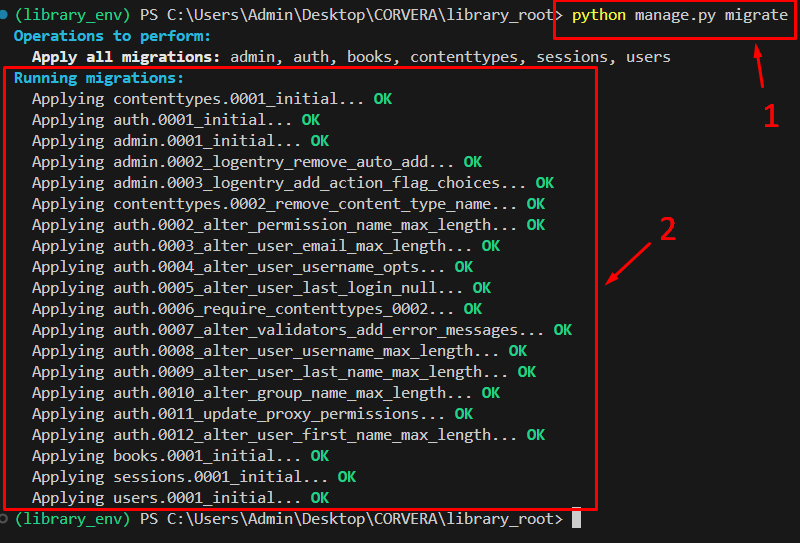 (library_env) PS C:\Users\Admin\Desktop\CORVERA\library_root> python manage.py migrate
Operations to perform:
Apply all migrations: admin, auth, books, contenttypes, sessions, users
Running migrations:
Applying contenttypes.0001_initial... OK
Applying auth.0001_initial... OK
Applying admin.0001_initial... OK
Applying admin.0002_logentry_remove_auto_add... OK
Applying admin.0003_logentry_add_action_flag_choices... OK
Applying contenttypes.0002_remove_content_type_name... OK
Applying auth.0002_alter_permission_name_max_length... OK
Applying auth.0003_alter_user_email_max_length... OK
Applying auth.0004_alter_user_username_opts... OK
Applying auth.0005_alter_user_last_login_null... OK
Applying auth.0006_require_contenttypes_0002... OK
Applying auth.0007_alter_validators_add_error_messages... OK
Applying auth.0008_alter_user_username_max_length... OK
Applying auth.0009_alter_user_last_name_max_length... OK
Applying auth.0010_alter_group_name_max_length... OK
Applying auth.0011_update_proxy_permissions... OK
Applying auth.0012_alter_user_first_name_max_length... OK
Applying books.0001_initial... OK
Applying sessions.0001_initial... OK
Applying users.0001_initial... OK
(library_env) PS C:\Users\Admin\Desktop\CORVERA\library_root>
1
2